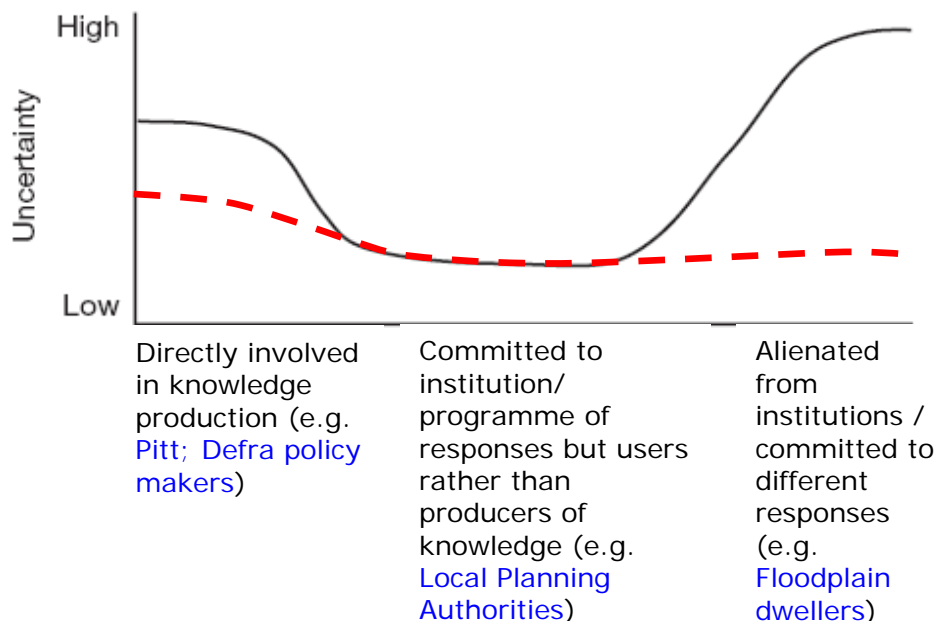 High
Uncertainty
Low
Directly involved
in knowledge
production (e.g.
Pitt; Defra policy
makers)
Committed to
institution/
programme of
responses but users
rather than
producers of
knowledge (e.g.
Local Planning
Authorities)
Alienated
from
institutions /
committed to
different
responses
(e.g.
Floodplain
dwellers)